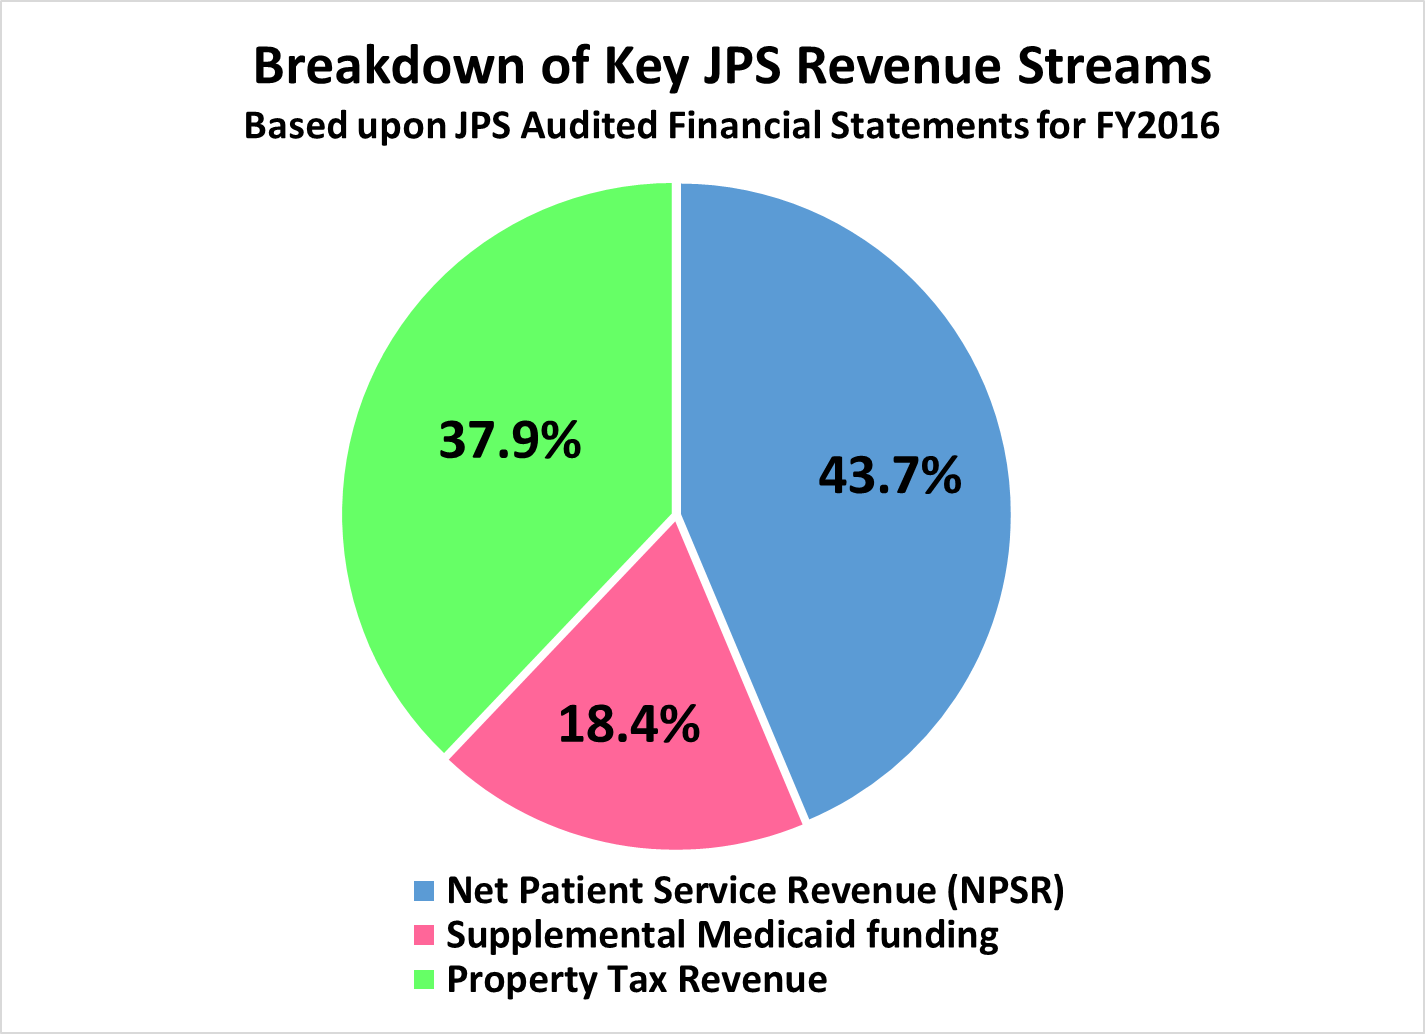 Breakdown of Key JPS Revenue Streams
Based upon JPS Audited Financial Statements for FY2016
37.9%
43.7%
18.4%
Net Patient Service Revenue (NPSR)
Supplemental Medicaid funding
Property Tax Revenue